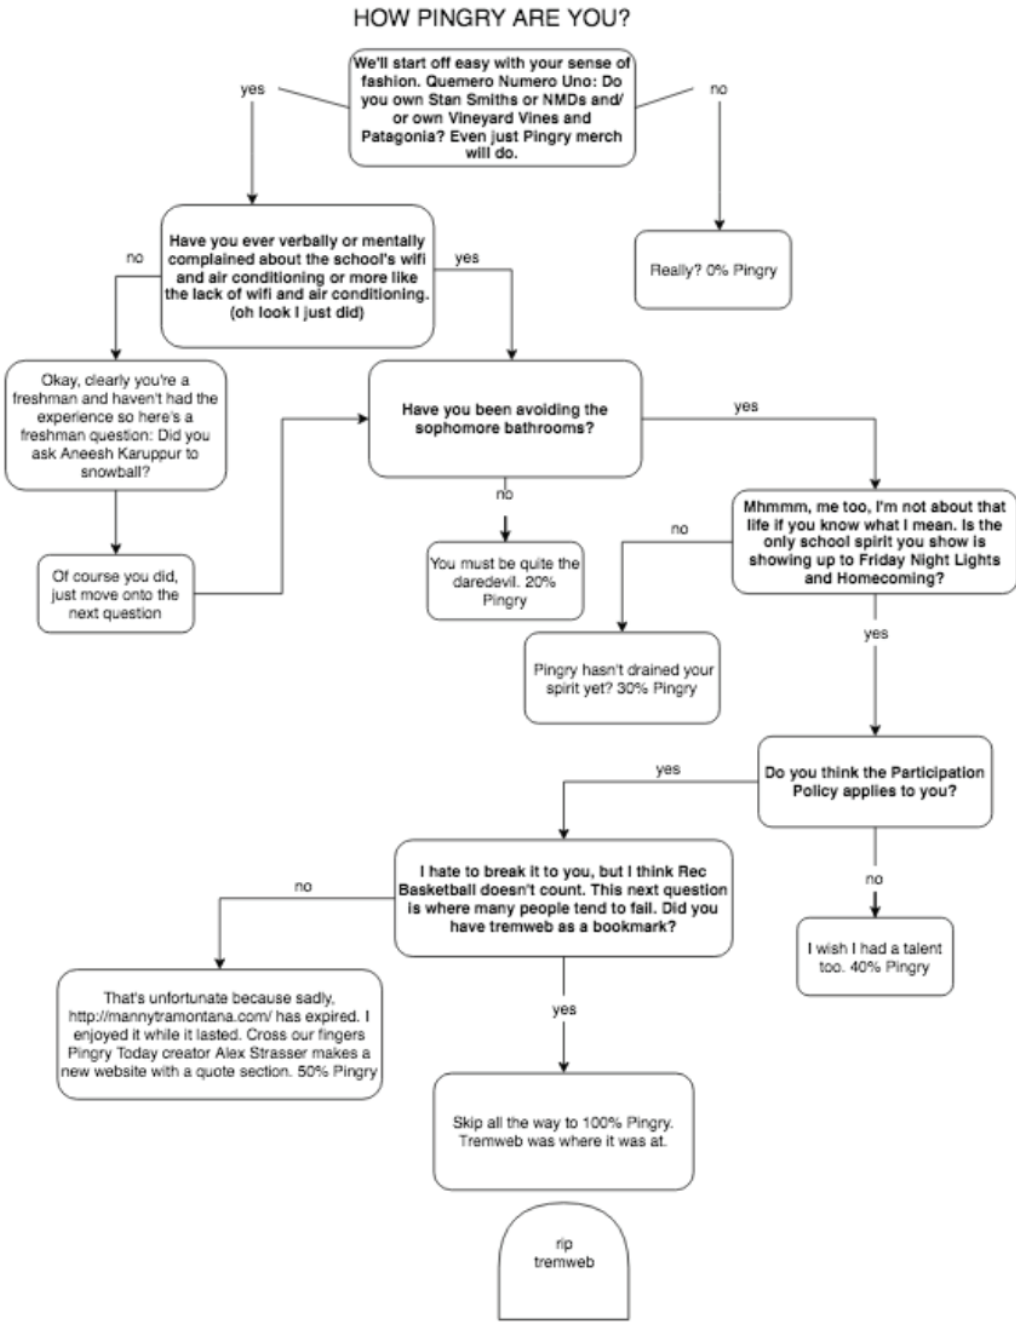 HOW PINGRY ARE YOU?
We'll start off easy with your sense of
fashion. Quemero Numero Uno: Do
you own Stan Smiths or NMDs and/
or own Vineyard Vines and
Patagonia? Even just Pingry merch
will do.
yes
no
Have you ever verbally or mentally
complained about the school's wifi
and air conditioning or more like
the lack of wifi and air conditioning.
(oh look I just did)
no
yes
Really? 0% Pingry
Okay, clearly you're a
freshman and haven't had the
experience so here's a
freshman question: Did you
ask Aneesh Karuppur to
snowball?
Have you been avoiding the
sophomore bathrooms?
yes
no
Of course you did,
just move onto the
next question
You must be quite the
daredevil. 20%
Pingry
Mhmmm, me too, I'm not about that
life if you know what I mean. Is the
only school spirit you show is
showing up to Friday Night Lights
and Homecoming?
no
yes
Pingry hasn't drained your
spirit yet? 30% Pingry
Do you think the Participation
Policy applies to you?
yes
no
I hate to break it to you, but I think Rec
Basketball doesn't count. This next question
is where many people tend to fail. Did you
have tremweb as a bookmark?
no
yes
I wish I had a talent
too. 40% Pingry
That's unfortunate because sadly,
http://mannytramontana.com/ has expired. I
enjoyed it while it lasted. Cross our fingers
Pingry Today creator Alex Strasser makes a
new website with a quote section. 50% Pingry
Skip all the way to 100% Pingry.
Tremweb was where it was at.
rip
tremweb